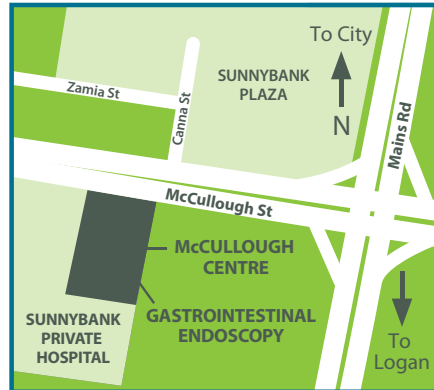 To City
SUNNYBANK
PLAZA
N
Zamia St
Canna St
Mains Rd
McCullough St
McCULLOUGH
CENTRE
GASTROINTESTINAL
ENDOSCOPY
SUNNYBANK
PRIVATE
HOSPITAL
To
Logan